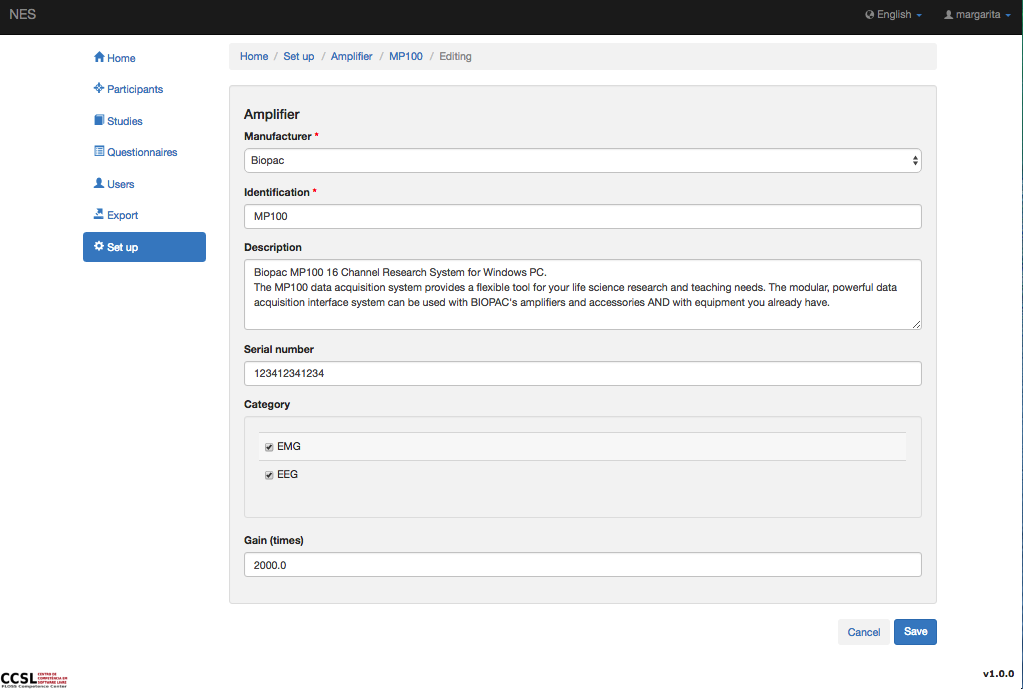 NES
English
margarita
Home
Participants
Studies
Questionnaires
Users
Export
Set up
Home / Set up / Amplifier / MP100 / Editing
Amplifier
Manufacturer *
Biopac
Identification *
MP100
Description
Biopac MP100 16 Channel Research System for Windows PC.
The MP100 data acquisition system provides a flexible tool for your life science research and teaching needs. The modular, powerful data
acquisition interface system can be used with BIOPAC's amplifiers and accessories AND with equipment you already have.
Serial number
123412341234
Category
EMG
EEG
Gain (times)
2000.0
Cancel
Save
CCSL
CENTRO DE
COMPETÊNCIA EM
SOFTWARE LIVRE
FLOSS Competence Center
v1.0.0